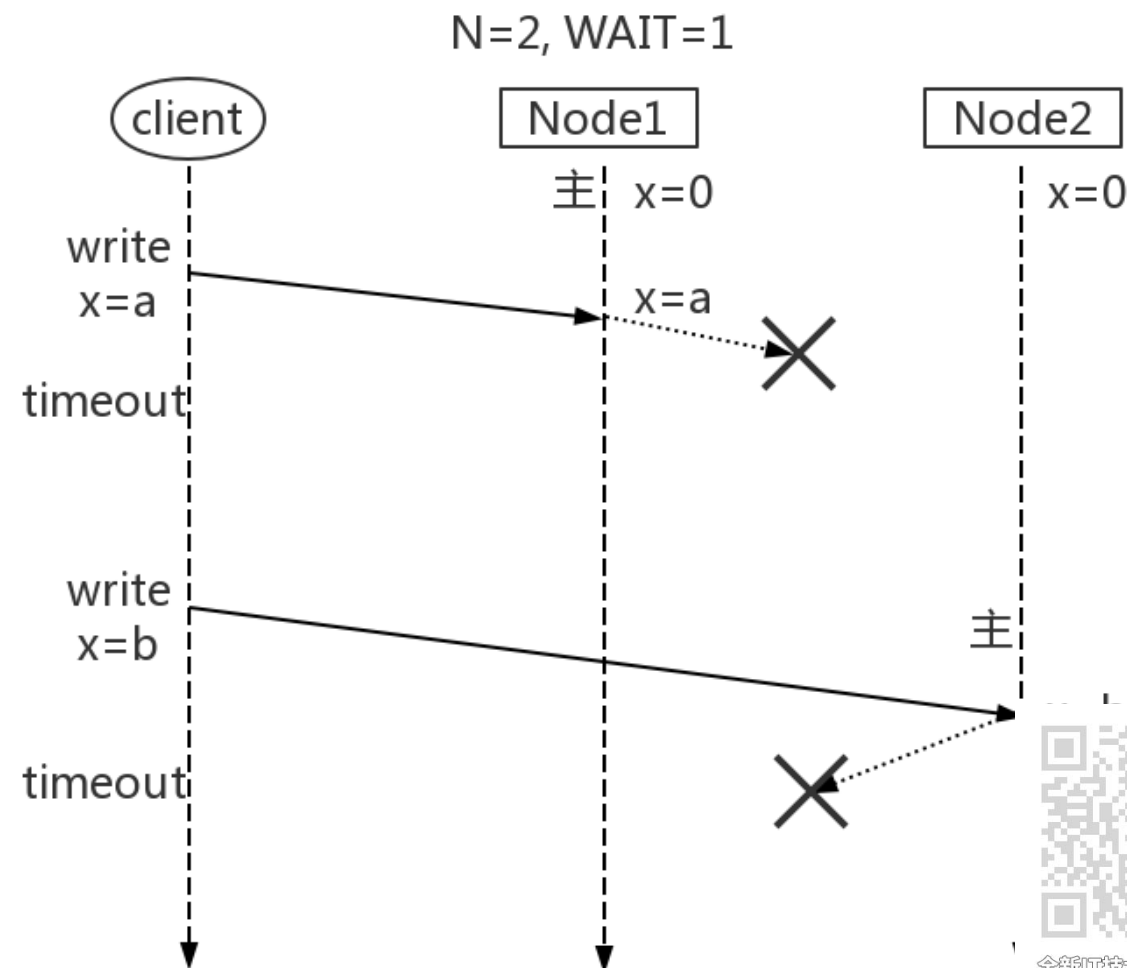 N=2, WAIT=1
client
Node1
Node2
主
x=0
x=0
write
x=a
x=a
timeout
write
x=b
主
timeout